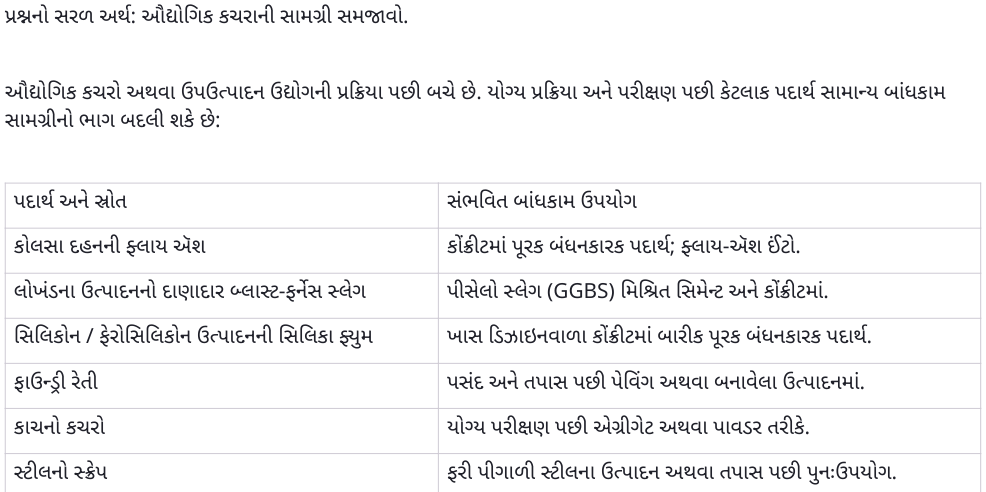 પ્રશ્નનો સરળ અર્થ: ઔદ્યોગિક કચરાની સામગ્રી સમજાવો.
ઔદ્યોગિક કચરો અથવા ઉપઉત્પાદન ઉદ્યોગની પ્રક્રિયા પછી બચે છે. યોગ્ય પ્રક્રિયા અને પરીક્ષણ પછી કેટલાક પદાર્થ સામાન્ય બાંધકામ
સામગ્રીનો ભાગ બદલી શકે છે:
પદાર્થ અને સ્રોત	સંભવિત બાંધકામ ઉપયોગ
કોલસા દહનની ફ્લાય ઍશ	કોંક્રીટમાં પૂરક બંધનકારક પદાર્થ; ફ્લાય-ઍશ ઈંટો.
લોખંડના ઉત્પાદનનો દાણાદાર બ્લાસ્ટ-ફર્નેસ સ્લેગ	પીસેલો સ્લેગ (GGBS) મિશ્રિત સિમેન્ટ અને કોંક્રીટમાં.
સિલિકોન / ફેરોસિલિકોન ઉત્પાદનની સિલિકા ફ્યુમ	ખાસ ડિઝાઇનવાળા કોંક્રીટમાં બારીક પૂરક બંધનકારક પદાર્થ.
ફાઉન્ડ્રી રેતી	પસંદ અને તપાસ પછી પેવિંગ અથવા બનાવેલા ઉત્પાદનમાં.
કાચનો કચરો	યોગ્ય પરીક્ષણ પછી એગ્રીગેટ અથવા પાવડર તરીકે.
સ્ટીલનો સ્ક્રેપ	ફરી પીગાળી સ્ટીલના ઉત્પાદન અથવા તપાસ પછી પુનઃઉપયોગ.